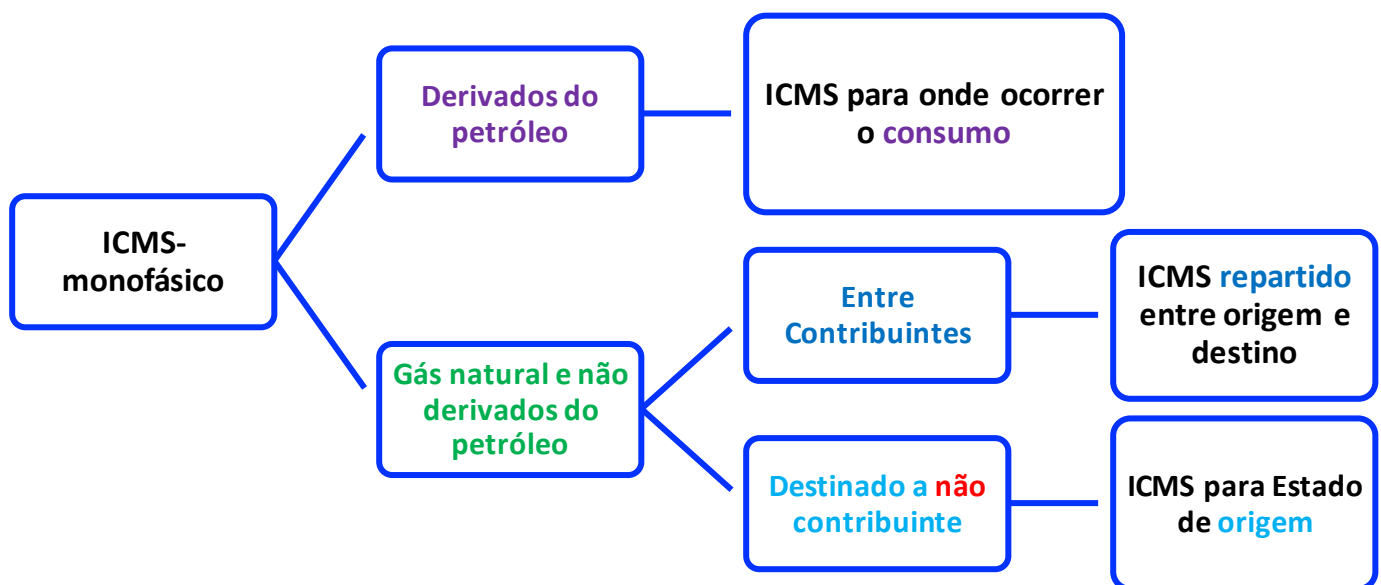 ICMS-
monofásico
Derivados do
petróleo
ICMS para onde ocorrer
o consumo
Gás natural e não
derivados do
petróleo
Entre
Contribuintes
ICMS repartido
entre origem e
destino
Destinado a não
contribuinte
ICMS para Estado
de origem